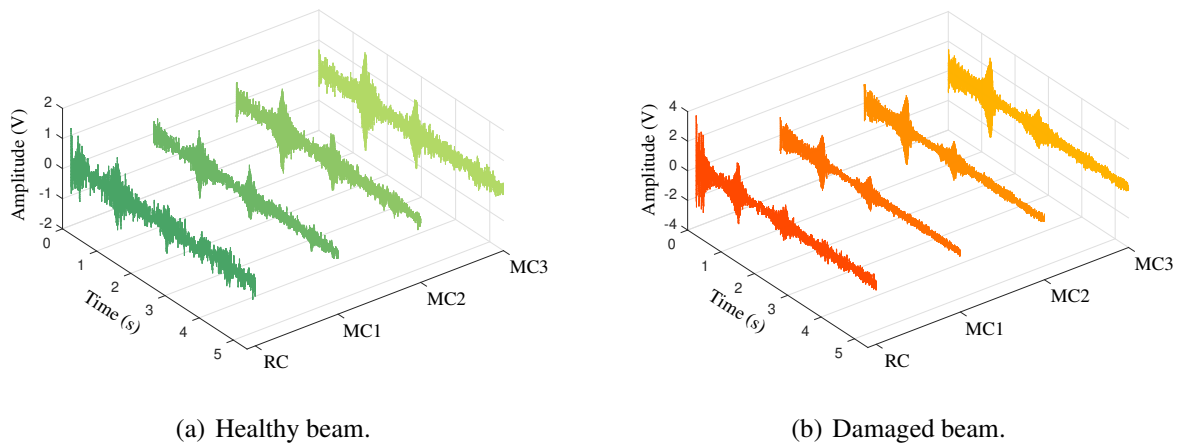 2
1
0
-1
-2
Amplitude (V)
0
1
2
3
4
5
Time (s)
RC
MC1
MC2
MC3
4
2
0
-2
-4
Amplitude (V)
0
1
2
3
4
5
Time (s)
RC
MC1
MC2
MC3
(a) Healthy beam.
(b) Damaged beam.